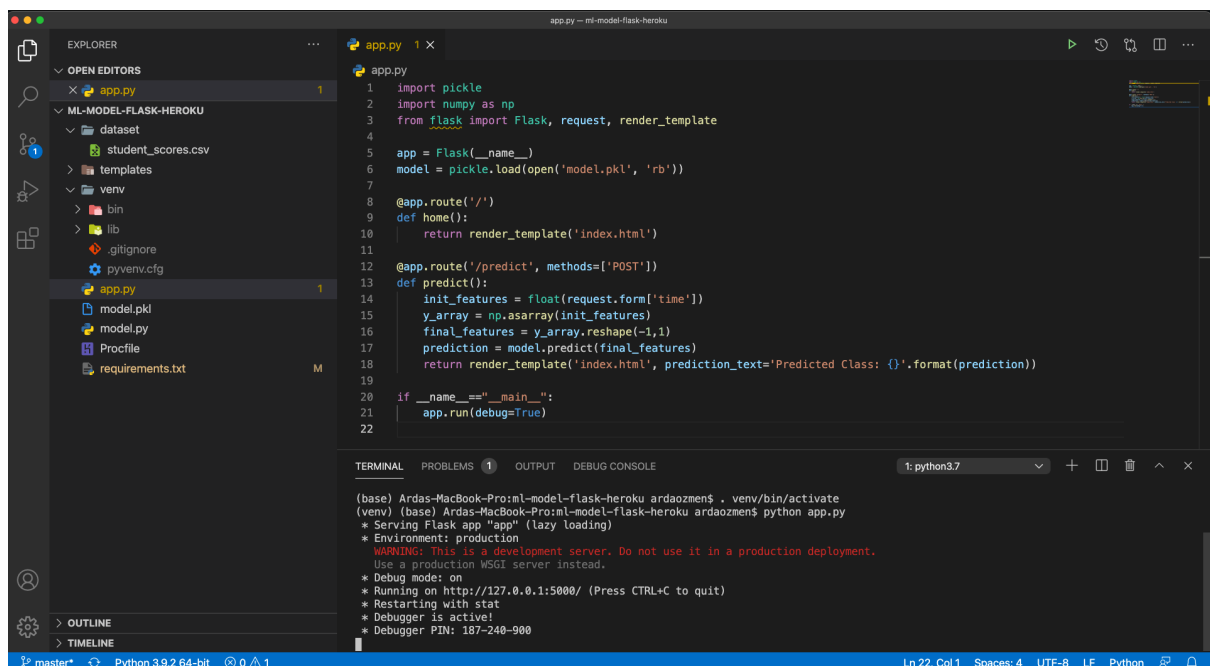 app.py — ml-model-flask-heroku
EXPLORER
OPEN EDITORS
app.py 1
ML-MODEL-FLASK-HEROKU
dataset
student_scores.csv
templates
venv
bin
lib
.gitignore
pyvenv.cfg
app.py 1
model.pkl
model.py
Procfile
requirements.txt M
OUTLINE
TIMELINE
1
app.py 1
app.py
1 import pickle
2 import numpy as np
3 from flask import Flask, request, render_template
4
5 app = Flask(__name__)
6 model = pickle.load(open('model.pkl', 'rb'))
7
8 @app.route('/')
9 def home():
10     return render_template('index.html')
11
12 @app.route('/predict', methods=['POST'])
13 def predict():
14     init_features = float(request.form['time'])
15     y_array = np.asarray(init_features)
16     final_features = y_array.reshape(-1,1)
17     prediction = model.predict(final_features)
18     return render_template('index.html', prediction_text='Predicted Class: {}'.format(prediction))
19
20 if __name__=="__main__":
21     app.run(debug=True)
22
TERMINAL PROBLEMS 1 OUTPUT DEBUG CONSOLE 1: python3.7
(base) Ardas-MacBook-Pro:ml-model-flask-heroku ardaozmen$ . venv/bin/activate
(venv) (base) Ardas-MacBook-Pro:ml-model-flask-heroku ardaozmen$ python app.py
* Serving Flask app "app" (lazy loading)
* Environment: production
WARNING: This is a development server. Do not use it in a production deployment.
Use a production WSGI server instead.
* Debug mode: on
* Running on http://127.0.0.1:5000/ (Press CTRL+C to quit)
* Restarting with stat
* Debugger is active!
* Debugger PIN: 187-240-900
master* Python 3.9.2 64-bit 0 1 Ln 22, Col 1 Spaces: 4 UTF-8 LF Python